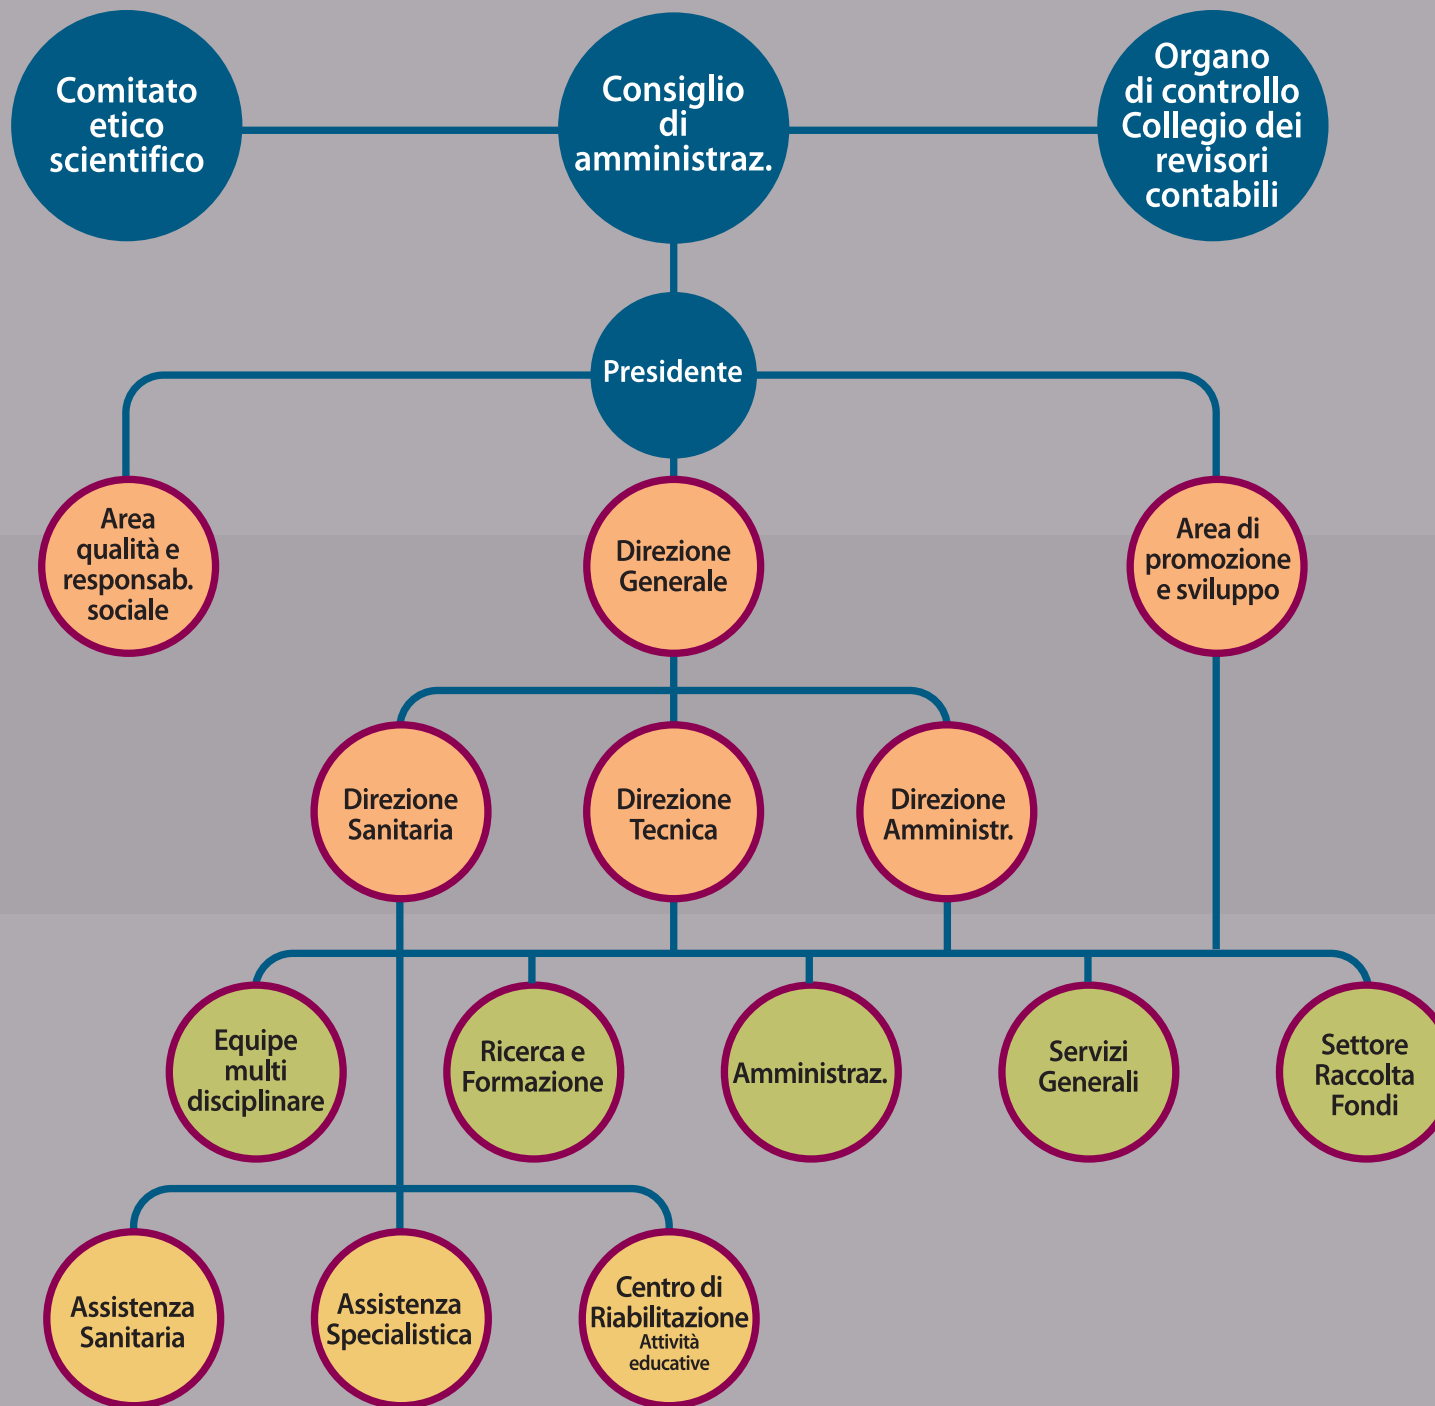 Comitato
etico
scientifico
Consiglio
di
amministraz.
Organo
di controllo
Collegio dei
revisori
contabili
Presidente
Area
qualità e
responsab.
sociale
Direzione
Generale
Area di
promozione
e sviluppo
Direzione
Sanitaria
Direzione
Tecnica
Direzione
Amministr.
Equipe
multi
disciplinare
Ricerca e
Formazione
Amministraz.
Servizi
Generali
Settore
Raccolta
Fondi
Assistenza
Sanitaria
Assistenza
Specialistica
Centro di
Riabilitazione
Attività
educative